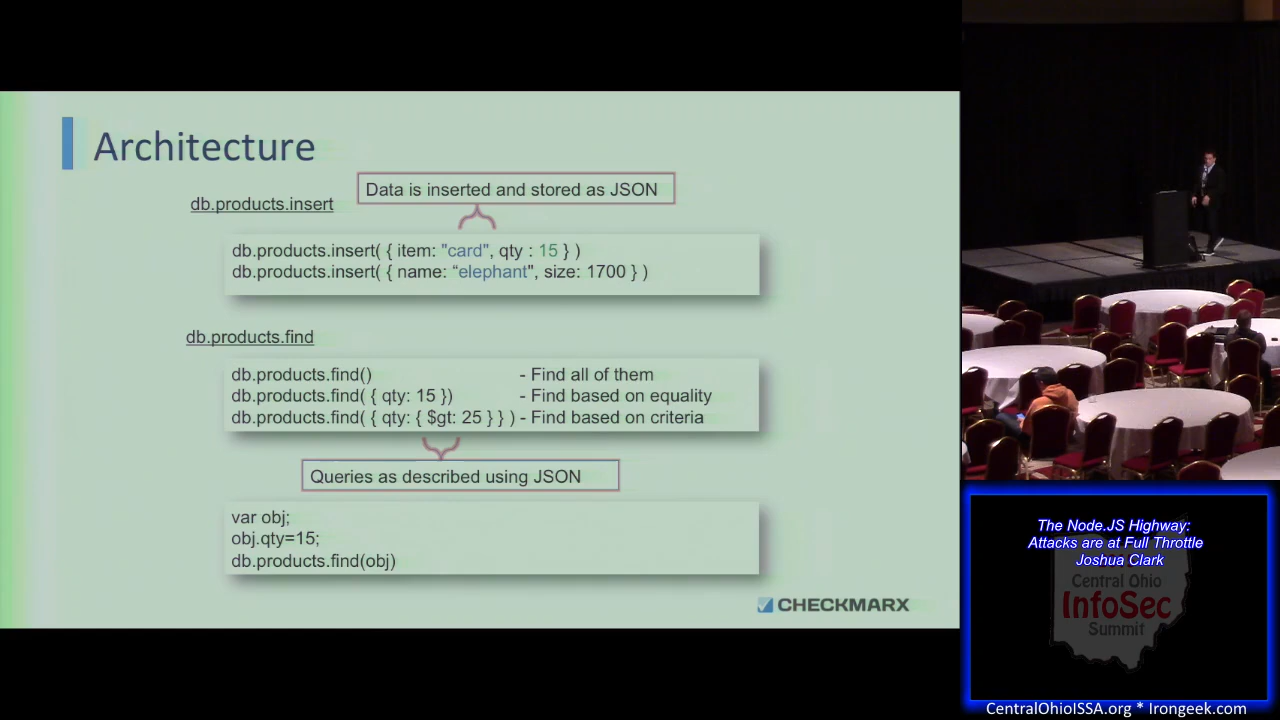 Architecture
Data is inserted and stored as JSON
db.products.insert
db.products.insert( { item: "card", qty : 15 } )
db.products.insert( { name: “elephant", size: 1700 } )
db.products.find
db.products.find() - Find all of them
db.products.find( { qty: 15 }) - Find based on equality
db.products.find( { qty: { $gt: 25 } } ) - Find based on criteria
Queries as described using JSON
var obj;
obj.qty=15;
db.products.find(obj)
CHECKMARX
The Node.JS Highway:
Attacks are at Full Throttle
Joshua Clark
Central Ohio
InfoSec
Summit
CentralOhioISSA.org * Irongeek.com